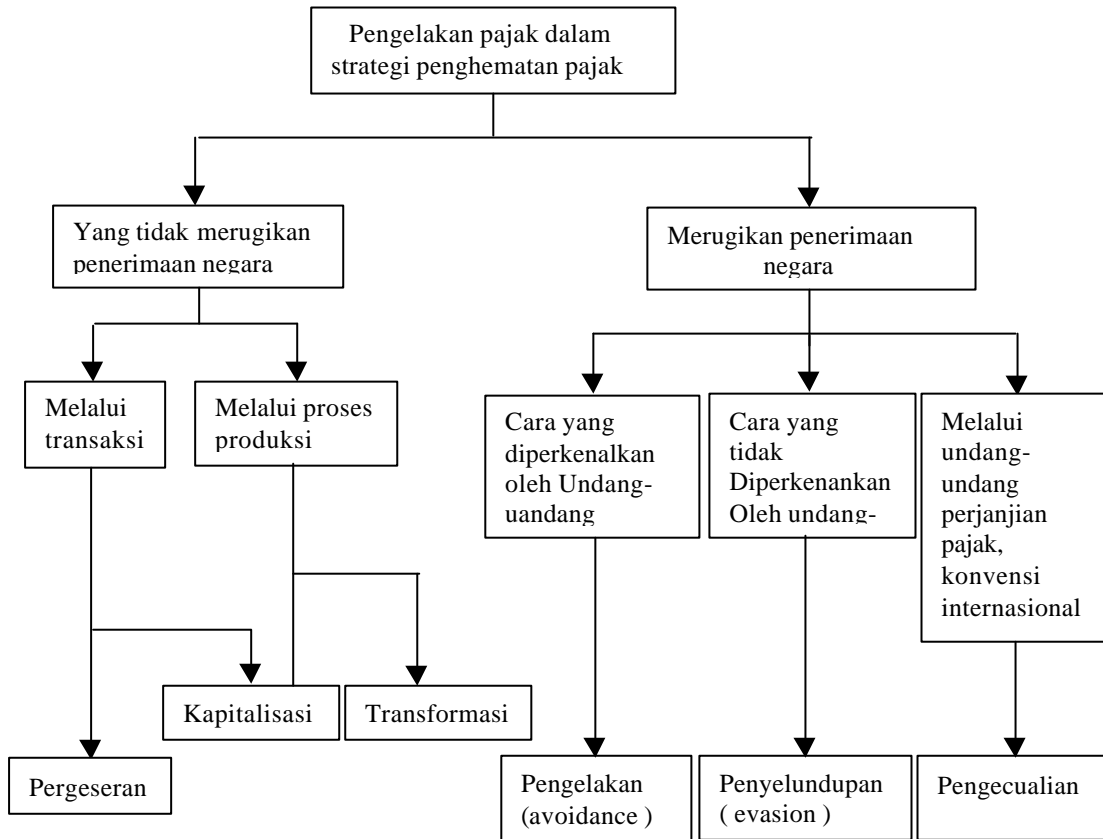 Pengelakan pajak dalam
strategi penghematan pajak
Yang tidak merugikan
penerimaan negara
Merugikan penerimaan
negara
Melalui
transaksi
Melalui proses
produksi
Cara yang
diperkenalkan
oleh Undang-
uandang
Cara yang
tidak
Diperkenankan
Oleh undang-
Melalui
undang-
undang
perjanjian
pajak,
konvensi
internasional
Kapitalisasi
Transformasi
Pergeseran
Pengelakan
(avoidance )
Penyelundupan
( evasion )
Pengecualian